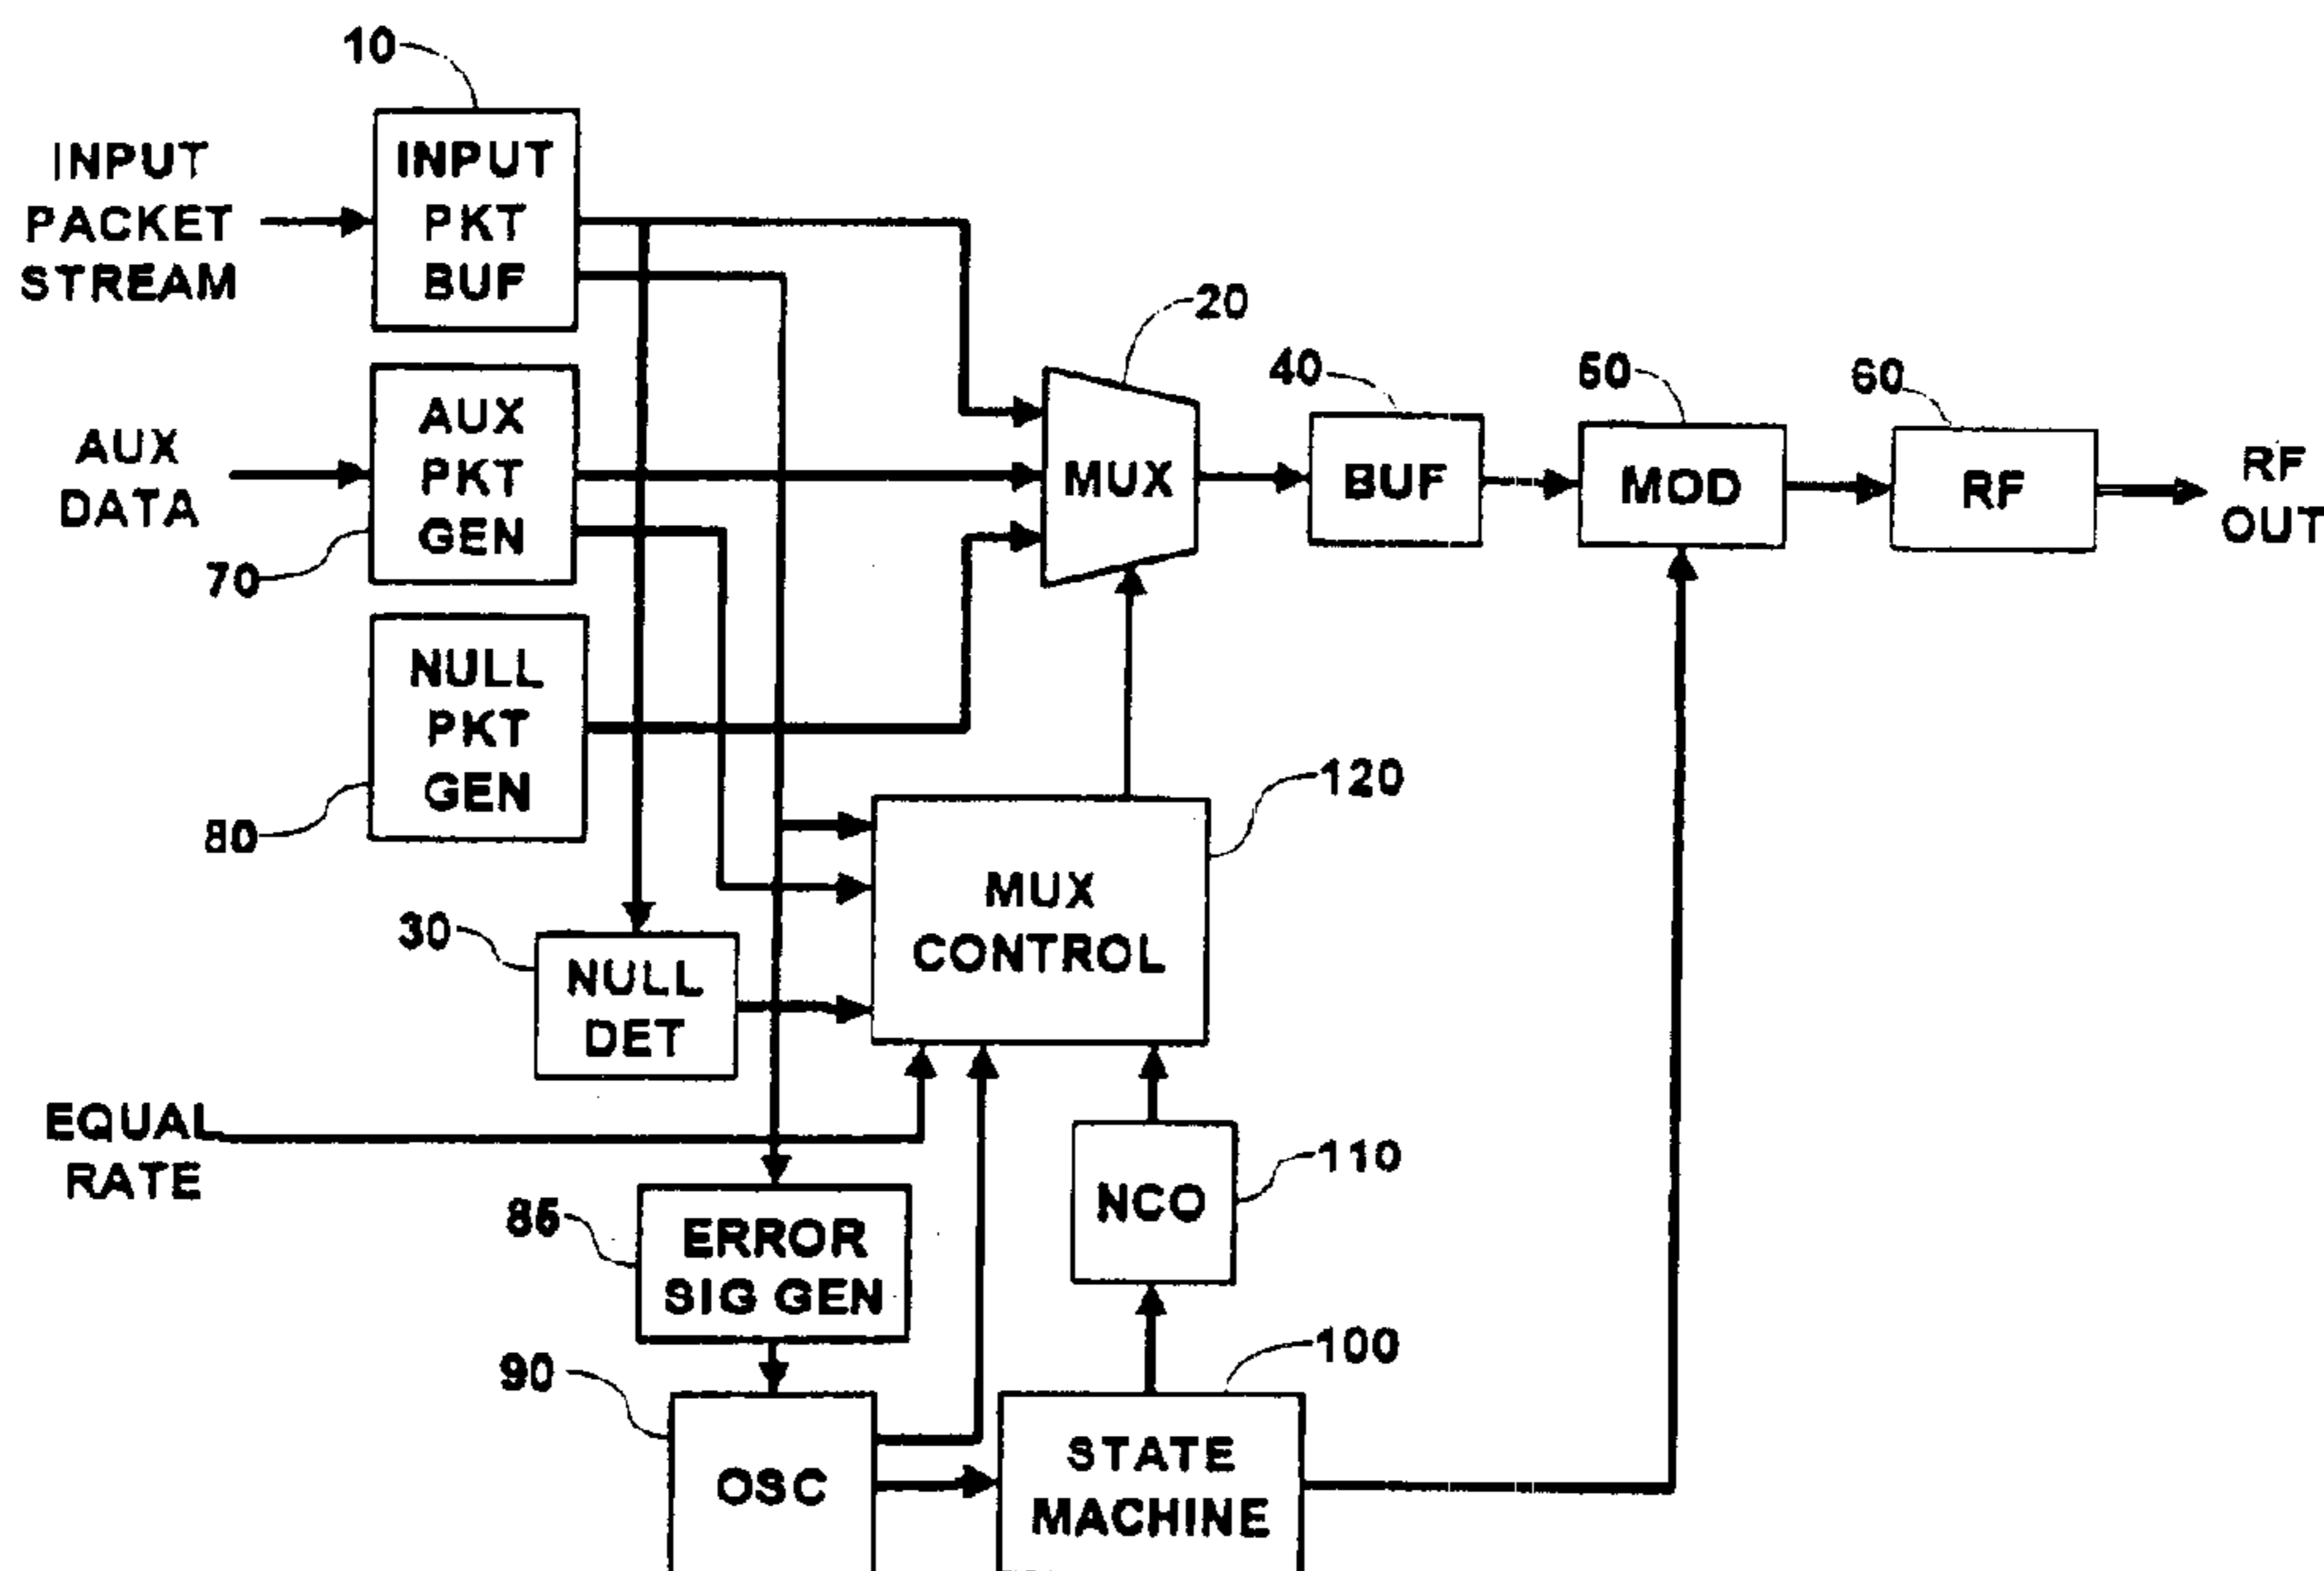 10
INPUT
PACKET
STREAM
INPUT
PKT
BUF
20
40
50
60
AUX
DATA
AUX
PKT
GEN
70
MUX
BUF
MOD
RF
RF
OUT
NULL
PKT
GEN
80
120
MUX
CONTROL
30
NULL
DET
EQUAL
RATE
110
NCO
85
ERROR
SIG GEN
100
90
OSC
STATE
MACHINE